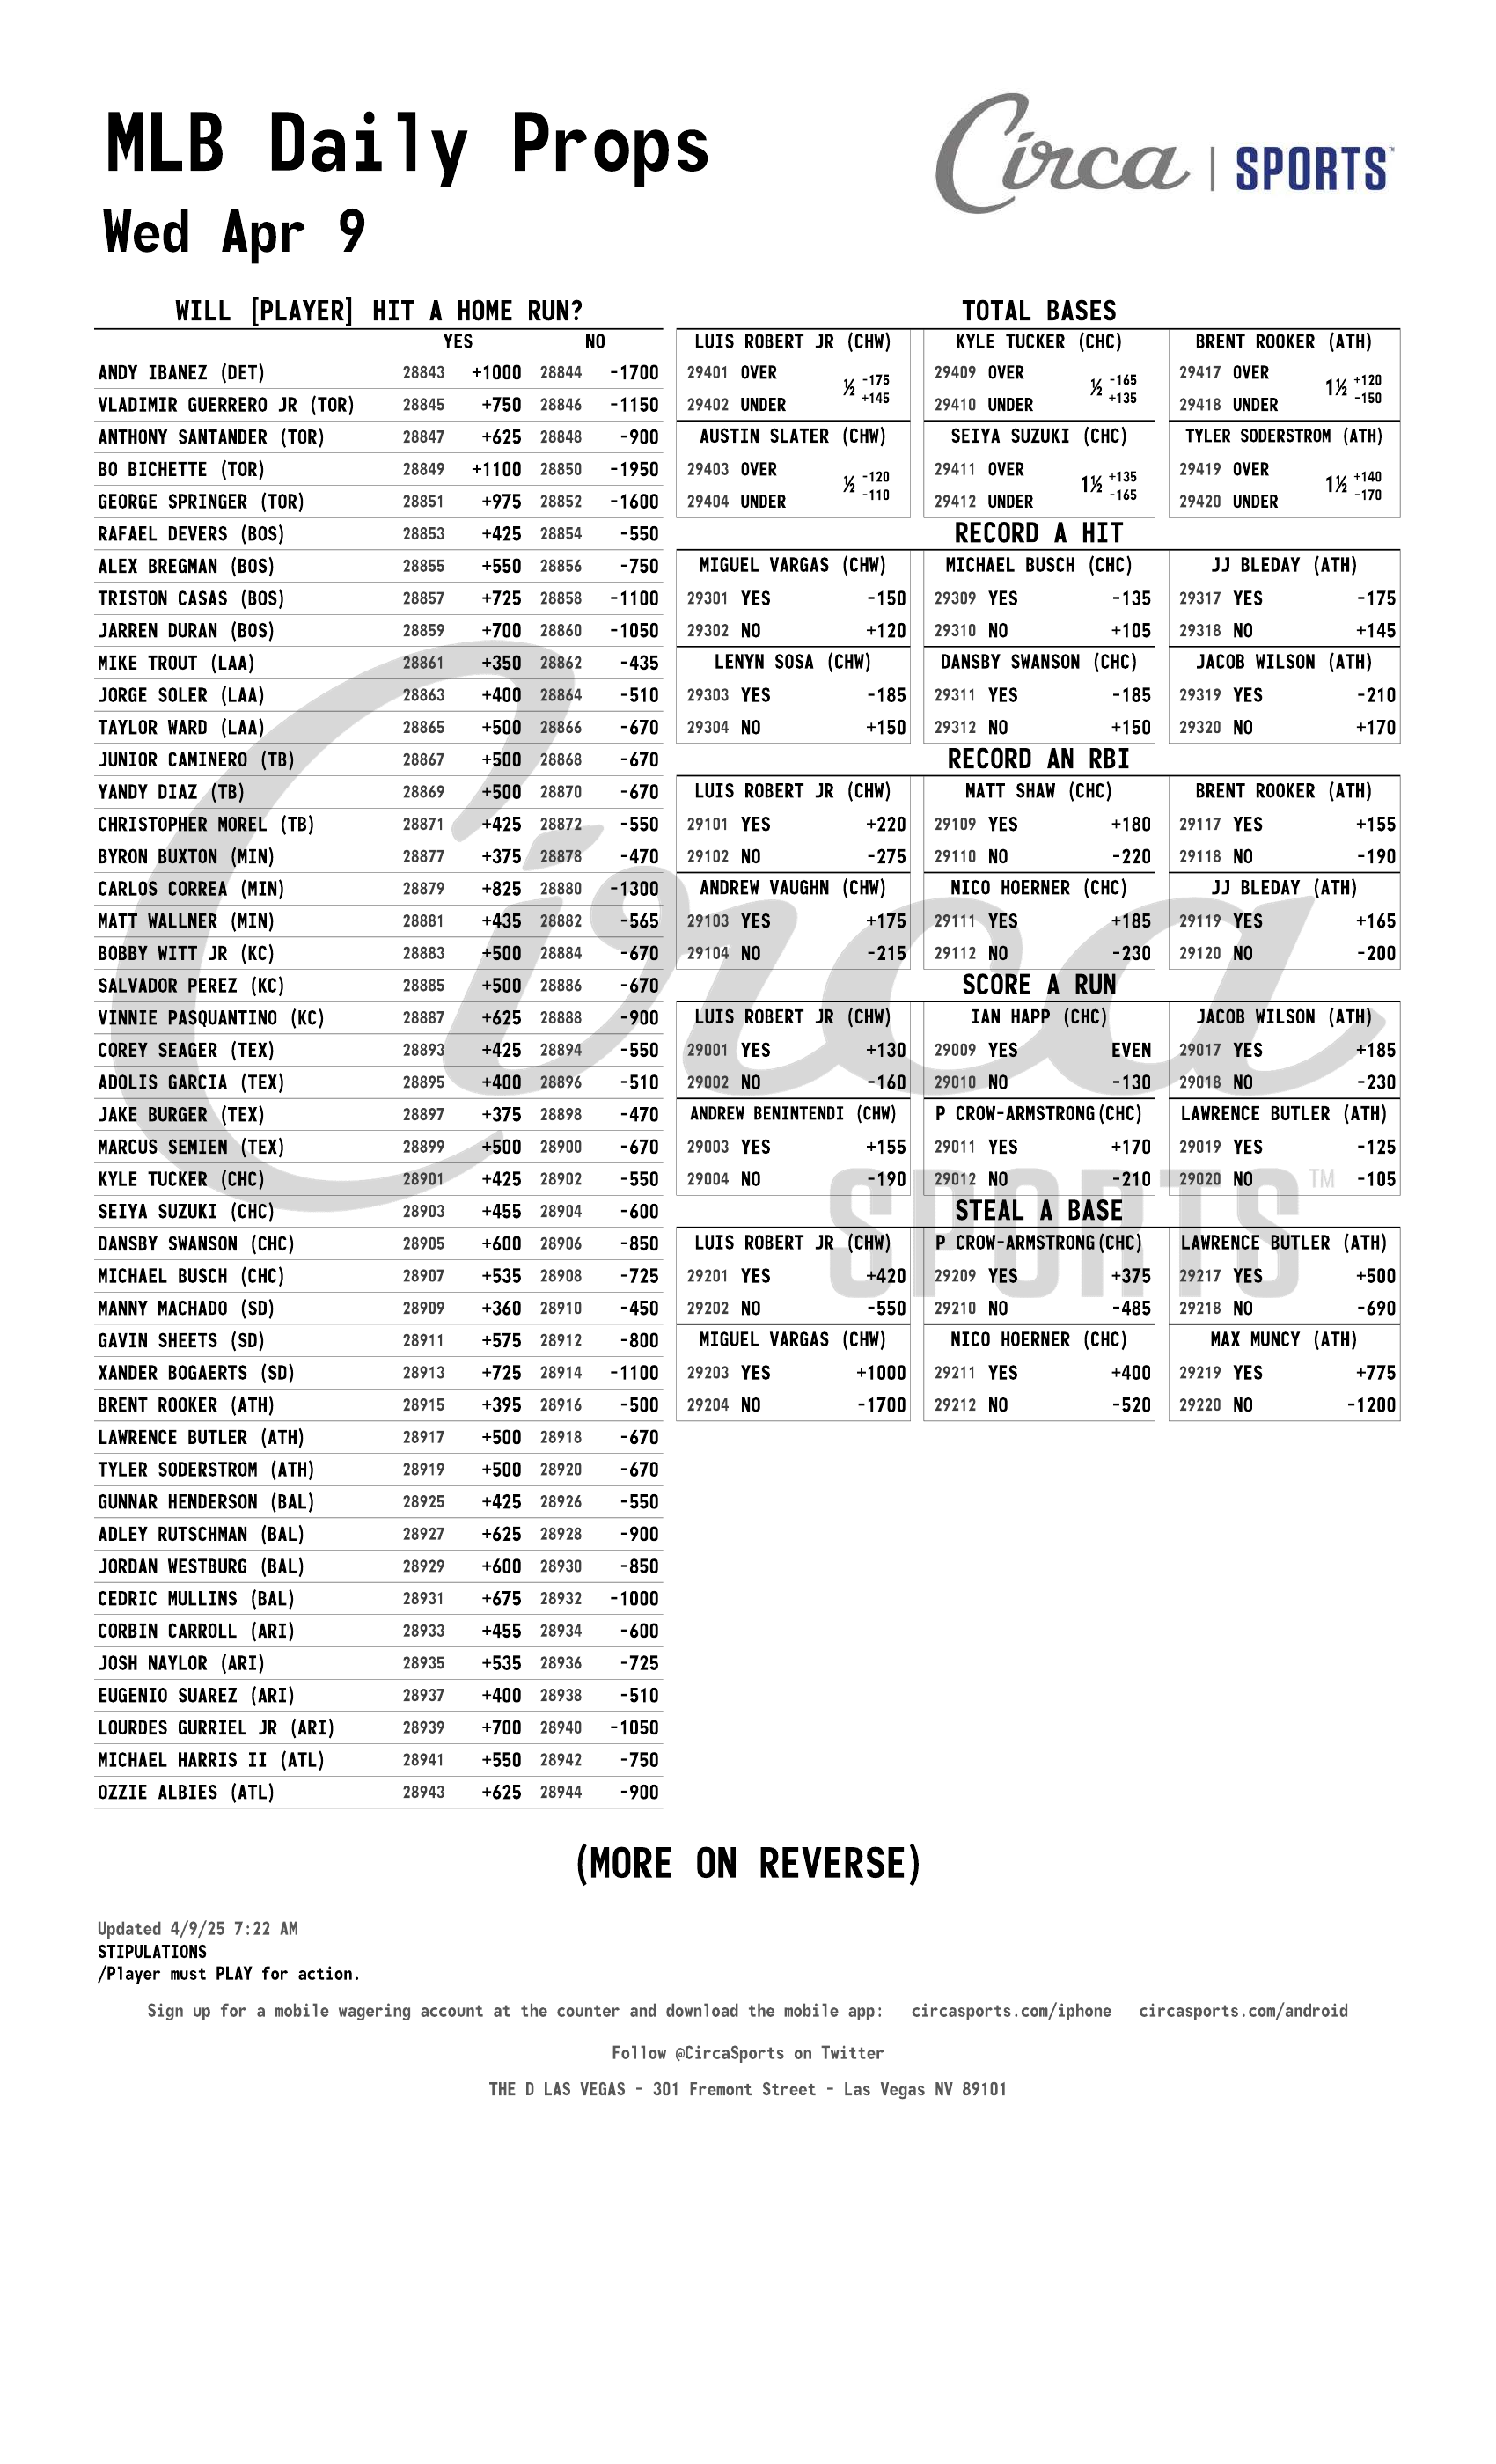 MLB Daily Props
Wed Apr 9
Circa | SPORTS™
WILL [PLAYER] HIT A HOME RUN?
YES NO
ANDY IBANEZ (DET) 28843 +1000 28844 -1700
VLADIMIR GUERRERO JR (TOR) 28845 +750 28846 -1150
ANTHONY SANTANDER (TOR) 28847 +625 28848 -900
BO BICHETTE (TOR) 28849 +1100 28850 -1950
GEORGE SPRINGER (TOR) 28851 +975 28852 -1600
RAFAEL DEVERS (BOS) 28853 +425 28854 -550
ALEX BREGMAN (BOS) 28855 +550 28856 -750
TRISTON CASAS (BOS) 28857 +725 28858 -1100
JARREN DURAN (BOS) 28859 +700 28860 -1050
MIKE TROUT (LAA) 28861 +350 28862 -435
JORGE SOLER (LAA) 28863 +400 28864 -510
TAYLOR WARD (LAA) 28865 +500 28866 -670
JUNIOR CAMINERO (TB) 28867 +500 28868 -670
YANDY DIAZ (TB) 28869 +500 28870 -670
CHRISTOPHER MOREL (TB) 28871 +425 28872 -550
BYRON BUXTON (MIN) 28877 +375 28878 -470
CARLOS CORREA (MIN) 28879 +825 28880 -1300
MATT WALLNER (MIN) 28881 +435 28882 -565
BOBBY WITT JR (KC) 28883 +500 28884 -670
SALVADOR PEREZ (KC) 28885 +500 28886 -670
VINNIE PASQUANTINO (KC) 28887 +625 28888 -900
COREY SEAGER (TEX) 28893 +425 28894 -550
ADOLIS GARCIA (TEX) 28895 +400 28896 -510
JAKE BURGER (TEX) 28897 +375 28898 -470
MARCUS SEMIEN (TEX) 28899 +500 28900 -670
KYLE TUCKER (CHC) 28901 +425 28902 -550
SEIYA SUZUKI (CHC) 28903 +455 28904 -600
DANSBY SWANSON (CHC) 28905 +600 28906 -850
MICHAEL BUSCH (CHC) 28907 +535 28908 -725
MANNY MACHADO (SD) 28909 +360 28910 -450
GAVIN SHEETS (SD) 28911 +575 28912 -800
XANDER BOGAERTS (SD) 28913 +725 28914 -1100
BRENT ROOKER (ATH) 28915 +395 28916 -500
LAWRENCE BUTLER (ATH) 28917 +500 28918 -670
TYLER SODERSTROM (ATH) 28919 +500 28920 -670
GUNNAR HENDERSON (BAL) 28925 +425 28926 -550
ADLEY RUTSCHMAN (BAL) 28927 +625 28928 -900
JORDAN WESTBURG (BAL) 28929 +600 28930 -850
CEDRIC MULLINS (BAL) 28931 +675 28932 -1000
CORBIN CARROLL (ARI) 28933 +455 28934 -600
JOSH NAYLOR (ARI) 28935 +535 28936 -725
EUGENIO SUAREZ (ARI) 28937 +400 28938 -510
LOURDES GURRIEL JR (ARI) 28939 +700 28940 -1050
MICHAEL HARRIS II (ATL) 28941 +550 28942 -750
OZZIE ALBIES (ATL) 28943 +625 28944 -900
TOTAL BASES
LUIS ROBERT JR (CHW) KYLE TUCKER (CHC) BRENT ROOKER (ATH)
29401 OVER ½ -175 29409 OVER ½ -165 29417 OVER 1½ +120
29402 UNDER +145 29410 UNDER +135 29418 UNDER -150
AUSTIN SLATER (CHW) SEIYA SUZUKI (CHC) TYLER SODERSTROM (ATH)
29403 OVER ½ -120 29411 OVER 1½ +135 29419 OVER 1½ +140
29404 UNDER -110 29412 UNDER -165 29420 UNDER -170
RECORD A HIT
MIGUEL VARGAS (CHW) MICHAEL BUSCH (CHC) JJ BLEDAY (ATH)
29301 YES -150 29309 YES -135 29317 YES -175
29302 NO +120 29310 NO +105 29318 NO +145
LENYN SOSA (CHW) DANSBY SWANSON (CHC) JACOB WILSON (ATH)
29303 YES -185 29311 YES -185 29319 YES -210
29304 NO +150 29312 NO +150 29320 NO +170
RECORD AN RBI
LUIS ROBERT JR (CHW) MATT SHAW (CHC) BRENT ROOKER (ATH)
29101 YES +220 29109 YES +180 29117 YES +155
29102 NO -275 29110 NO -220 29118 NO -190
ANDREW VAUGHN (CHW) NICO HOERNER (CHC) JJ BLEDAY (ATH)
29103 YES +175 29111 YES +185 29119 YES +165
29104 NO -215 29112 NO -230 29120 NO -200
SCORE A RUN
LUIS ROBERT JR (CHW) IAN HAPP (CHC) JACOB WILSON (ATH)
29001 YES +130 29009 YES EVEN 29017 YES +185
29002 NO -160 29010 NO -130 29018 NO -230
ANDREW BENINTENDI (CHW) P CROW-ARMSTRONG(CHC) LAWRENCE BUTLER (ATH)
29003 YES +155 29011 YES +170 29019 YES -125
29004 NO -190 29012 NO -210 29020 NO -105
STEAL A BASE
LUIS ROBERT JR (CHW) P CROW-ARMSTRONG(CHC) LAWRENCE BUTLER (ATH)
29201 YES +420 29209 YES +375 29217 YES +500
29202 NO -550 29210 NO -485 29218 NO -690
MIGUEL VARGAS (CHW) NICO HOERNER (CHC) MAX MUNCY (ATH)
29203 YES +1000 29211 YES +400 29219 YES +775
29204 NO -1700 29212 NO -520 29220 NO -1200
Circa
SPORTS™
(MORE ON REVERSE)
Updated 4/9/25 7:22 AM
STIPULATIONS
/Player must PLAY for action.
Sign up for a mobile wagering account at the counter and download the mobile app: circasports.com/iphone circasports.com/android
Follow @CircaSports on Twitter
THE D LAS VEGAS - 301 Fremont Street - Las Vegas NV 89101